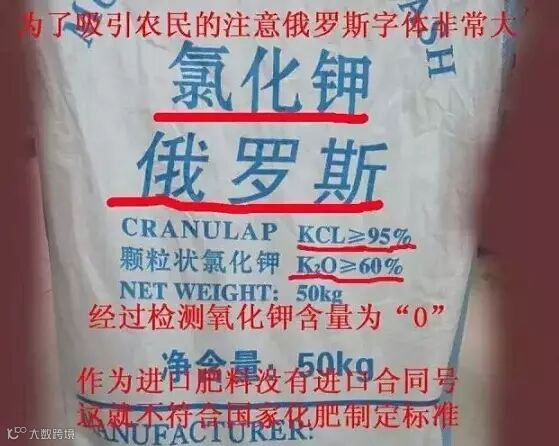 为了吸引农民的注意俄罗斯字体非常大
ASH
氯化钾
俄罗斯
CRANULAP KCL≥95%
颗粒状氯化钾 K₂O≥60%
NET WEIGHT: 50kg
经过检测氧化钾含量为“0”
净含量: 50kg
作为进口肥料没有进口合同号
这就不符合国家化肥制定标准
MANUFACTURER:
大数跨境